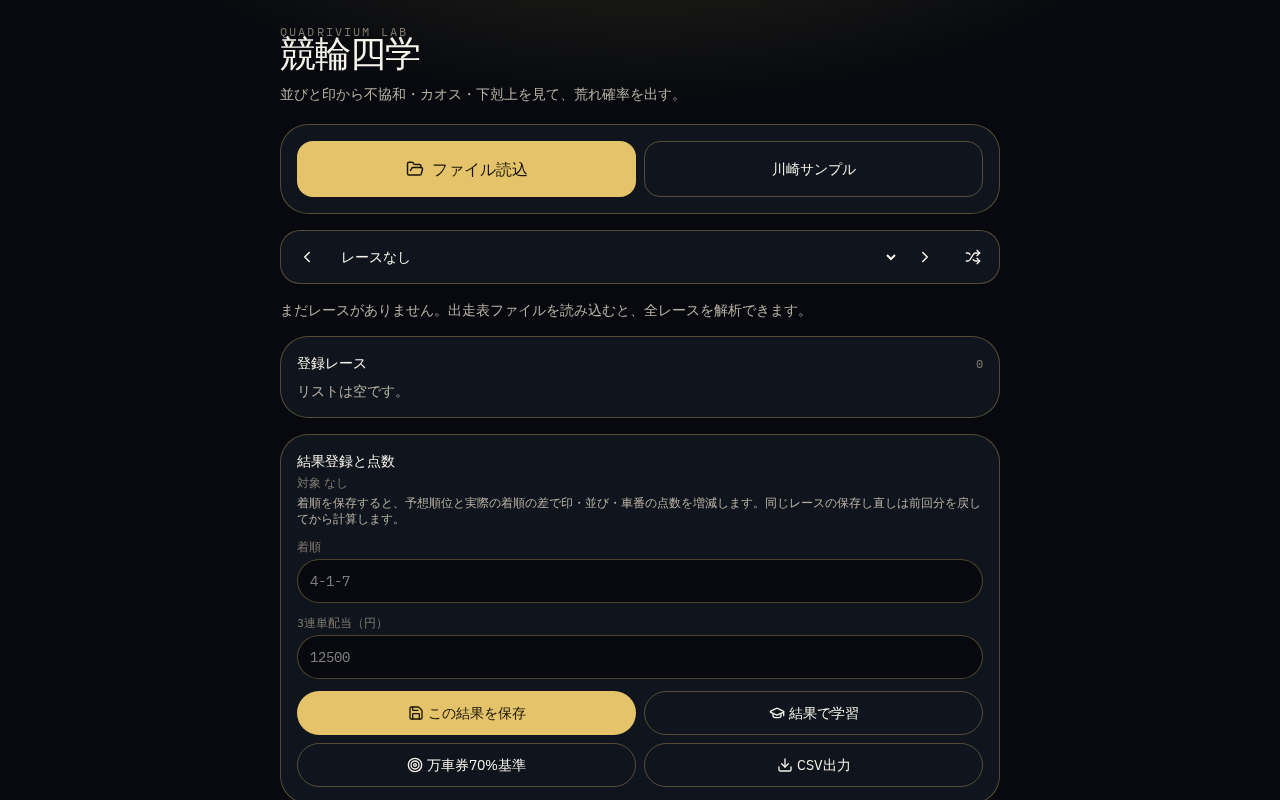 QUADRIVIUM LAB
競輪四学
並びと印から不協和・カオス・下剋上を見て、荒れ確率を出す。
ファイル読込
川崎サンプル
レースなし
まだレースがありません。出走表ファイルを読み込むと、全レースを解析できます。
登録レース
0
リストは空です。
結果登録と点数
対象 なし
着順を保存すると、予想順位と実際の着順の差で印・並び・車番の点数を増減します。同じレースの保存し直しは前回分を戻し
てから計算します。
着順
4-1-7
3連単配当（円）
12500
この結果を保存
結果で学習
万車券70%基準
CSV出力